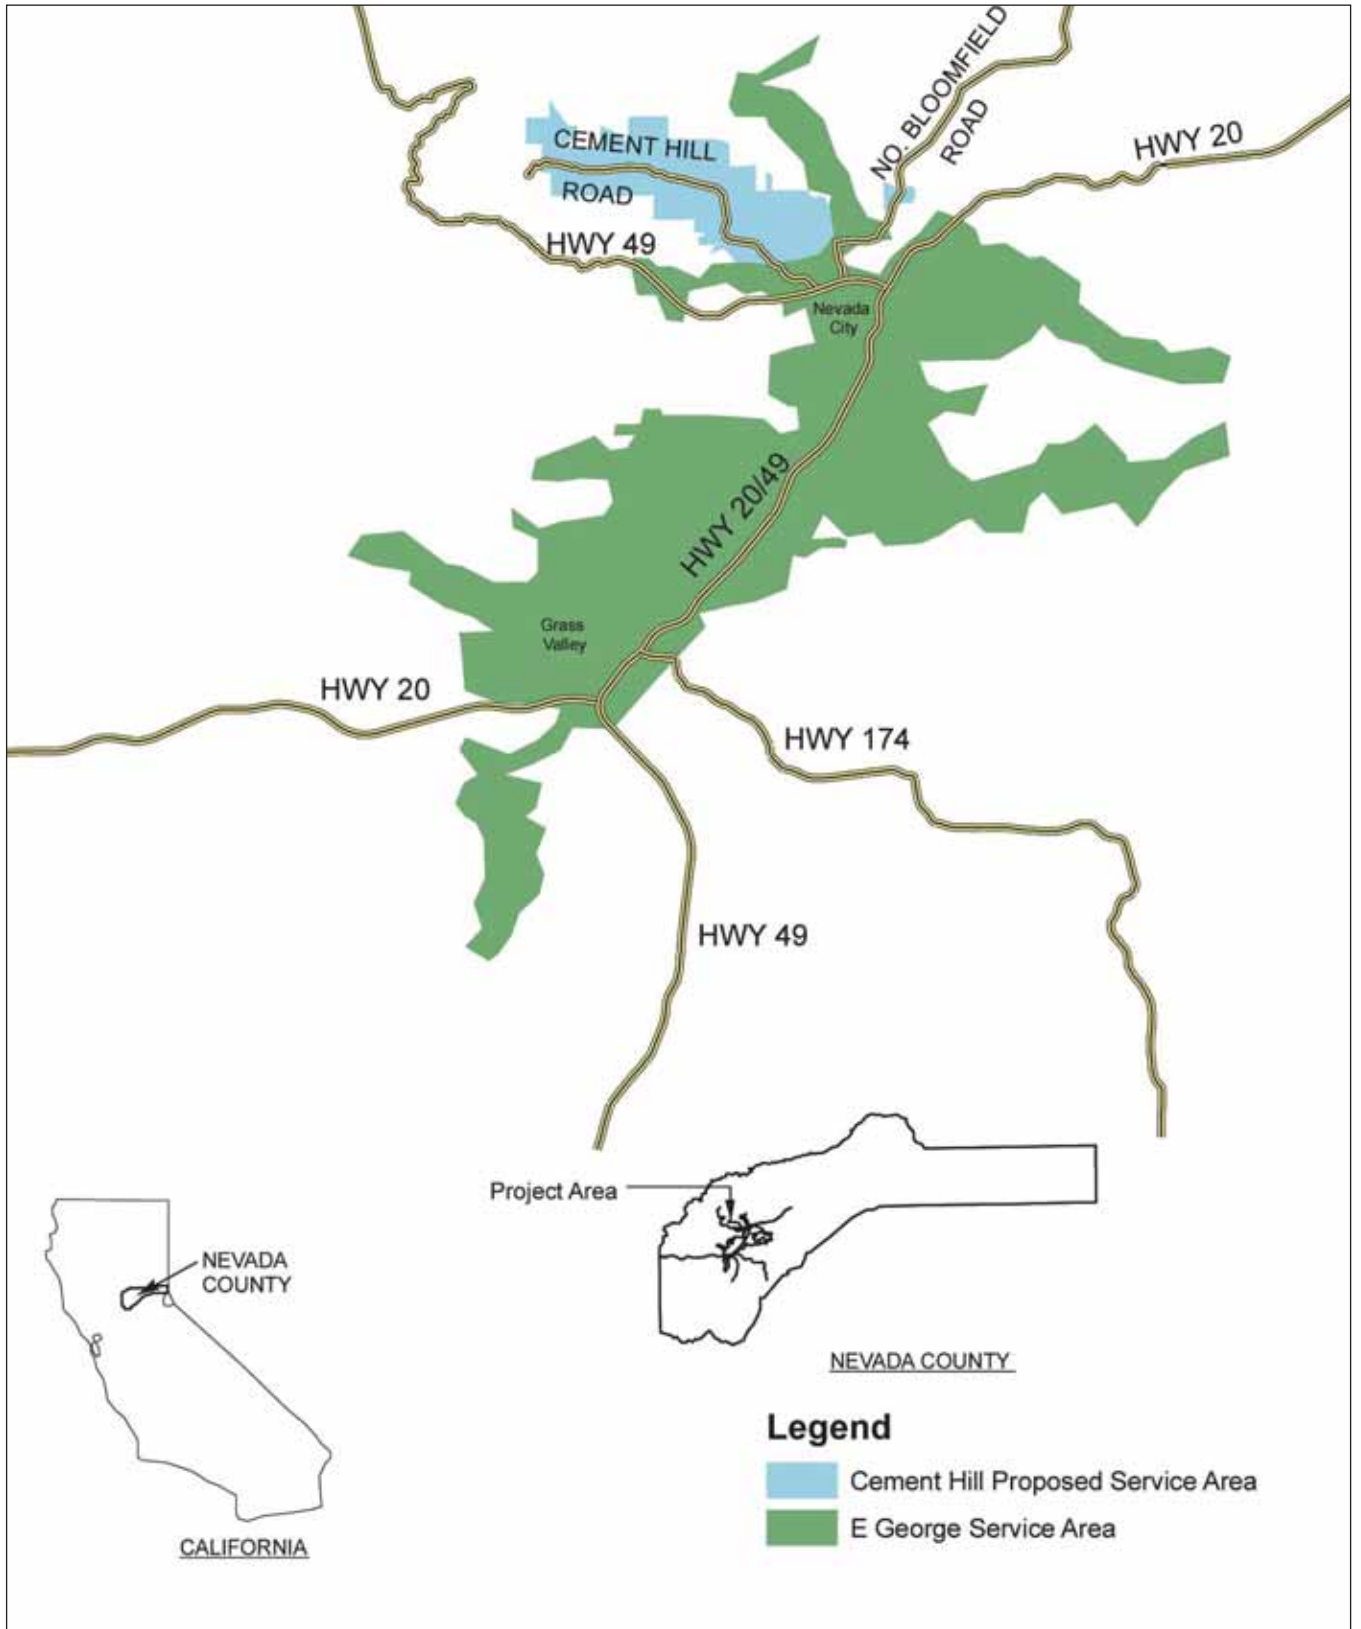 NO. BLOOMFIELD
ROAD
HWY 20
CEMENT HILL
ROAD
HWY 49
Nevada
City
HWY 20/49
Grass
Valley
HWY 20
HWY 174
HWY 49
Project Area
NEVADA
COUNTY
NEVADA COUNTY
CALIFORNIA
Legend
Cement Hill Proposed Service Area
E George Service Area